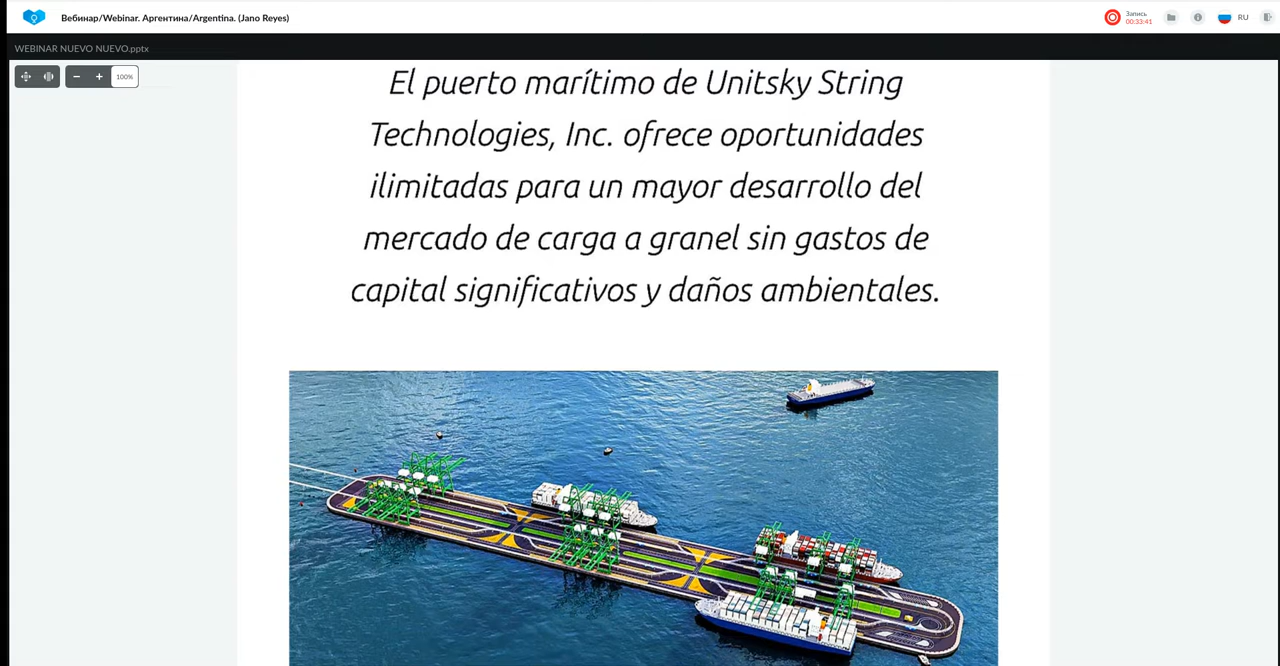 Вебинар/Webinar. Аргентина/Argentina. (Jano Reyes)
Запись
00:33:41
RU
WEBINAR NUEVO NUEVO.pptx
100%
El puerto marítimo de Unitsky String
Technologies, Inc. ofrece oportunidades
ilimitadas para un mayor desarrollo del
mercado de carga a granel sin gastos de
capital significativos y daños ambientales.